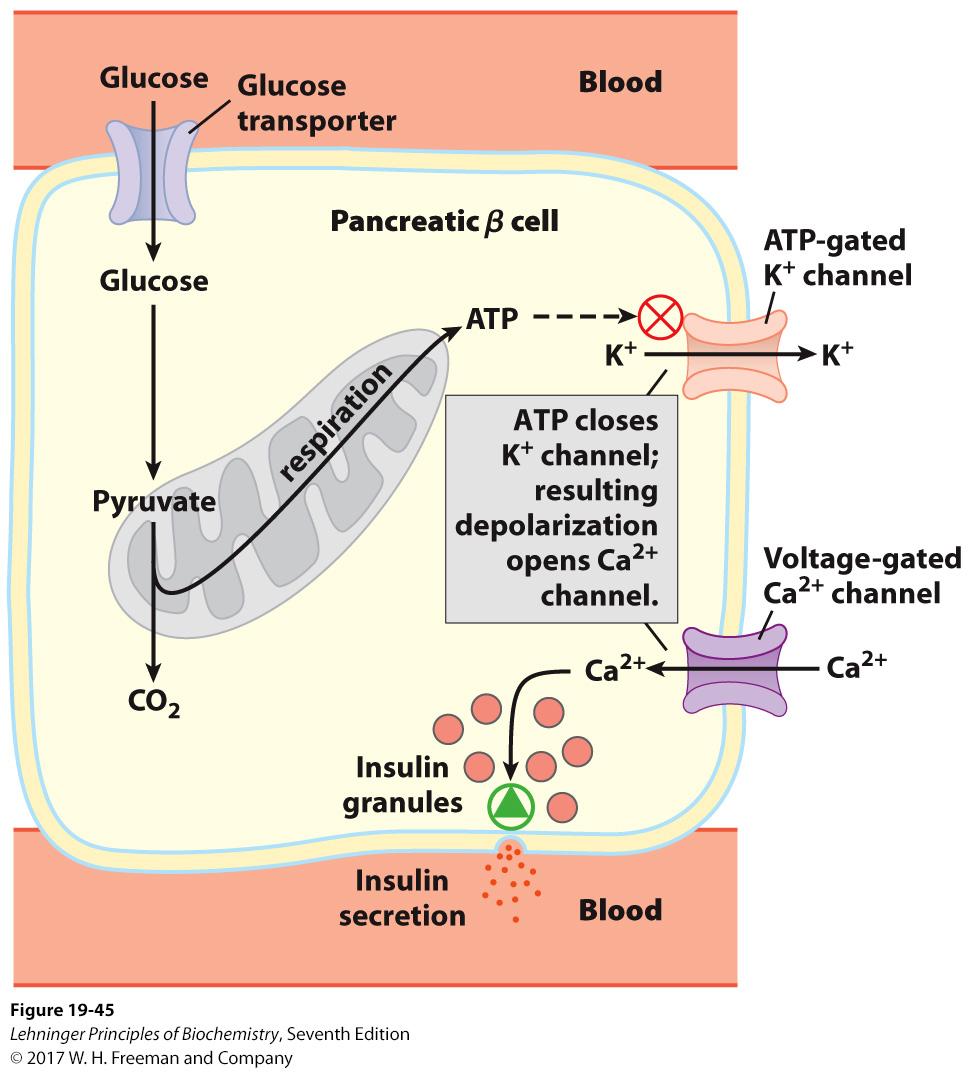 Glucose
Glucose
transporter
Blood
Pancreatic β cell
ATP-gated
K⁺ channel
Glucose
ATP
K⁺
K⁺
respiration
ATP closes
K⁺ channel;
resulting
depolarization
opens Ca²⁺
channel.
Pyruvate
Voltage-gated
Ca²⁺ channel
Ca²⁺
Ca²⁺
CO₂
Insulin
granules
Insulin
secretion
Blood
Figure 19-45
Lehninger Principles of Biochemistry, Seventh Edition
© 2017 W. H. Freeman and Company